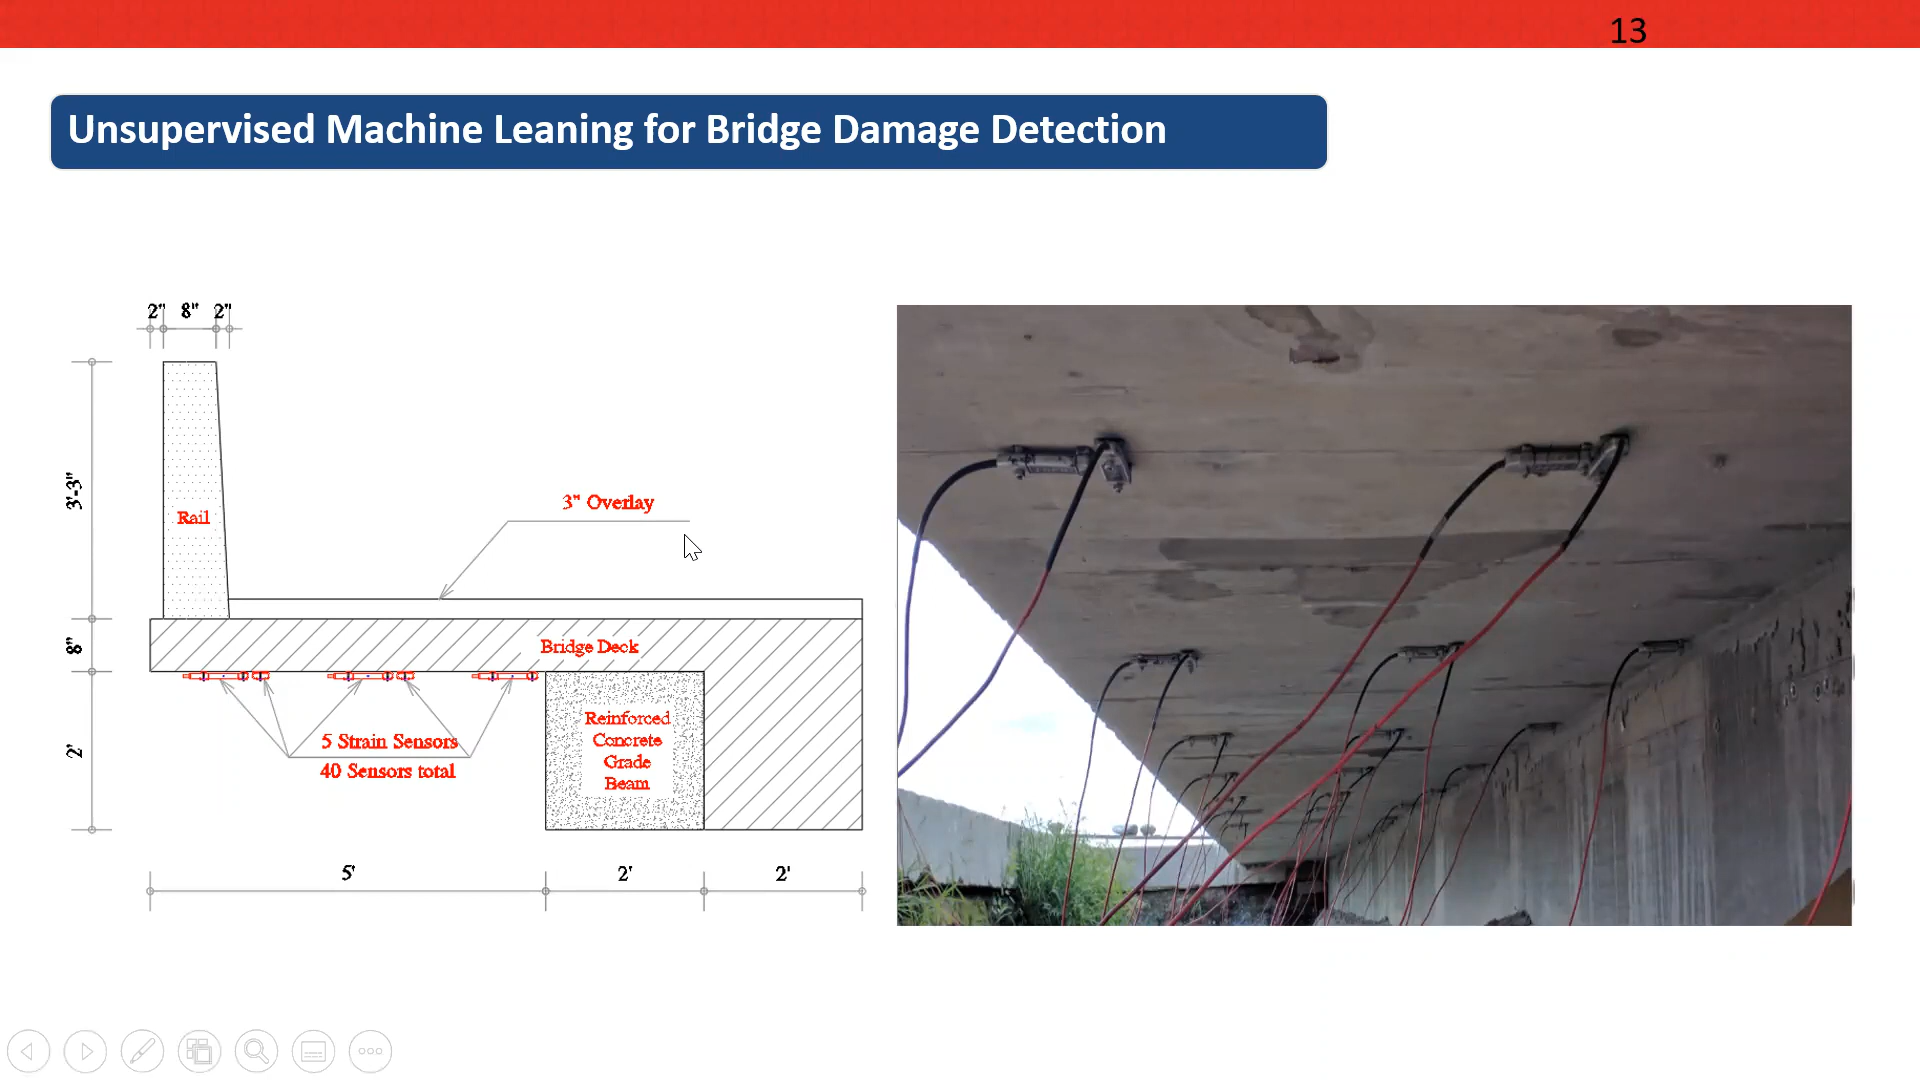 13
Unsupervised Machine Leaning for Bridge Damage Detection
2" 8" 2"
3'-3"
Rail
3" Overlay
8"
Bridge Deck
2'
5 Strain Sensors
40 Sensors total
Reinforced
Concrete
Grade
Beam
5' 2' 2'